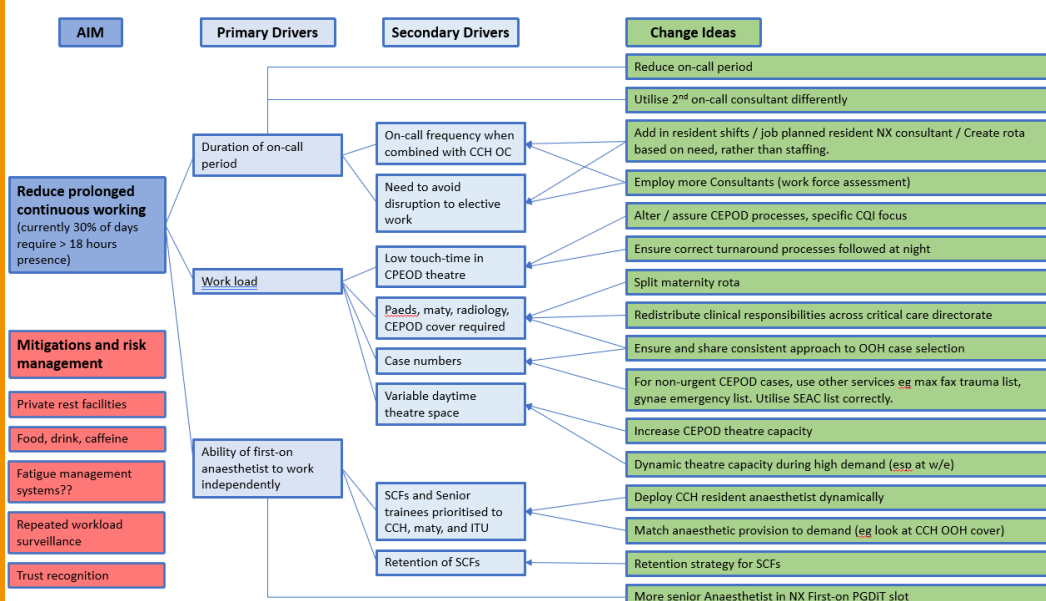 AIM
Primary Drivers
Secondary Drivers
Change Ideas
Reduce prolonged
continuous working
(currently 30% of days
require > 18 hours
presence)
Mitigations and risk
management
Private rest facilities
Food, drink, caffeine
Fatigue management
systems??
Repeated workload
surveillance
Trust recognition
Duration of on-call
period
Work load
Ability of first-on
anaesthetist to work
independently
On-call frequency when
combined with CCH OC
Need to avoid
disruption to elective
work
Low touch-time in
CPEOD theatre
Paeds, maty, radiology,
CEPOD cover required
Case numbers
Variable daytime
theatre space
SCFs and Senior
trainees prioritised to
CCH, maty, and ITU
Retention of SCFs
Reduce on-call period
Utilise 2nd on-call consultant differently
Add in resident shifts / job planned resident NX consultant / Create rota
based on need, rather than staffing.
Employ more Consultants (work force assessment)
Alter / assure CEPOD processes, specific CQI focus
Ensure correct turnaround processes followed at night
Split maternity rota
Redistribute clinical responsibilities across critical care directorate
Ensure and share consistent approach to OOH case selection
For non-urgent CEPOD cases, use other services eg max fax trauma list,
gynae emergency list. Utilise SEAC list correctly.
Increase CEPOD theatre capacity
Dynamic theatre capacity during high demand (esp at w/e)
Deploy CCH resident anaesthetist dynamically
Match anaesthetic provision to demand (eg look at CCH OOH cover)
Retention strategy for SCFs
More senior Anaesthetist in NX First-on PGDiT slot